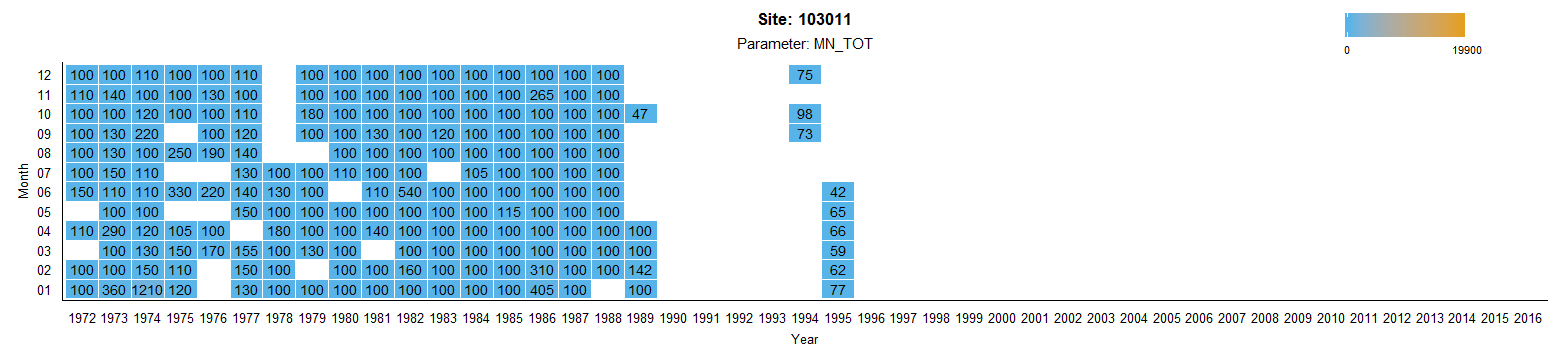 Site: 103011
Parameter: MN_TOT
0 19900
12 100 100 110 100 100 110 100 100 100 100 100 100 100 100 100 100 75
11 110 140 100 100 130 100 100 100 100 100 100 100 100 265 100 100
10 100 100 120 100 100 110 180 100 100 100 100 100 100 100 100 100 47 98
09 100 130 220 100 120 100 100 130 100 120 100 100 100 100 100 73
08 100 130 100 250 190 140 100 100 100 100 100 100 100 100 100
07 100 150 110 130 100 100 110 100 100 105 100 100 100 100
06 150 110 110 330 220 140 130 100 110 540 100 100 100 100 100 100 42
05 100 100 150 100 100 100 100 100 100 100 115 100 100 100 65
04 110 290 120 105 100 180 100 100 140 100 100 100 100 100 100 100 100 66
03 100 130 150 170 155 100 130 100 100 100 100 100 100 100 100 100 59
02 100 100 150 110 150 100 100 100 160 100 100 100 310 100 100 142 62
01 100 360 1210 120 130 100 100 100 100 100 100 100 100 405 100 100 77
Month
1972 1973 1974 1975 1976 1977 1978 1979 1980 1981 1982 1983 1984 1985 1986 1987 1988 1989 1990 1991 1992 1993 1994 1995 1996 1997 1998 1999 2000 2001 2002 2003 2004 2005 2006 2007 2008 2009 2010 2011 2012 2013 2014 2015 2016
Year